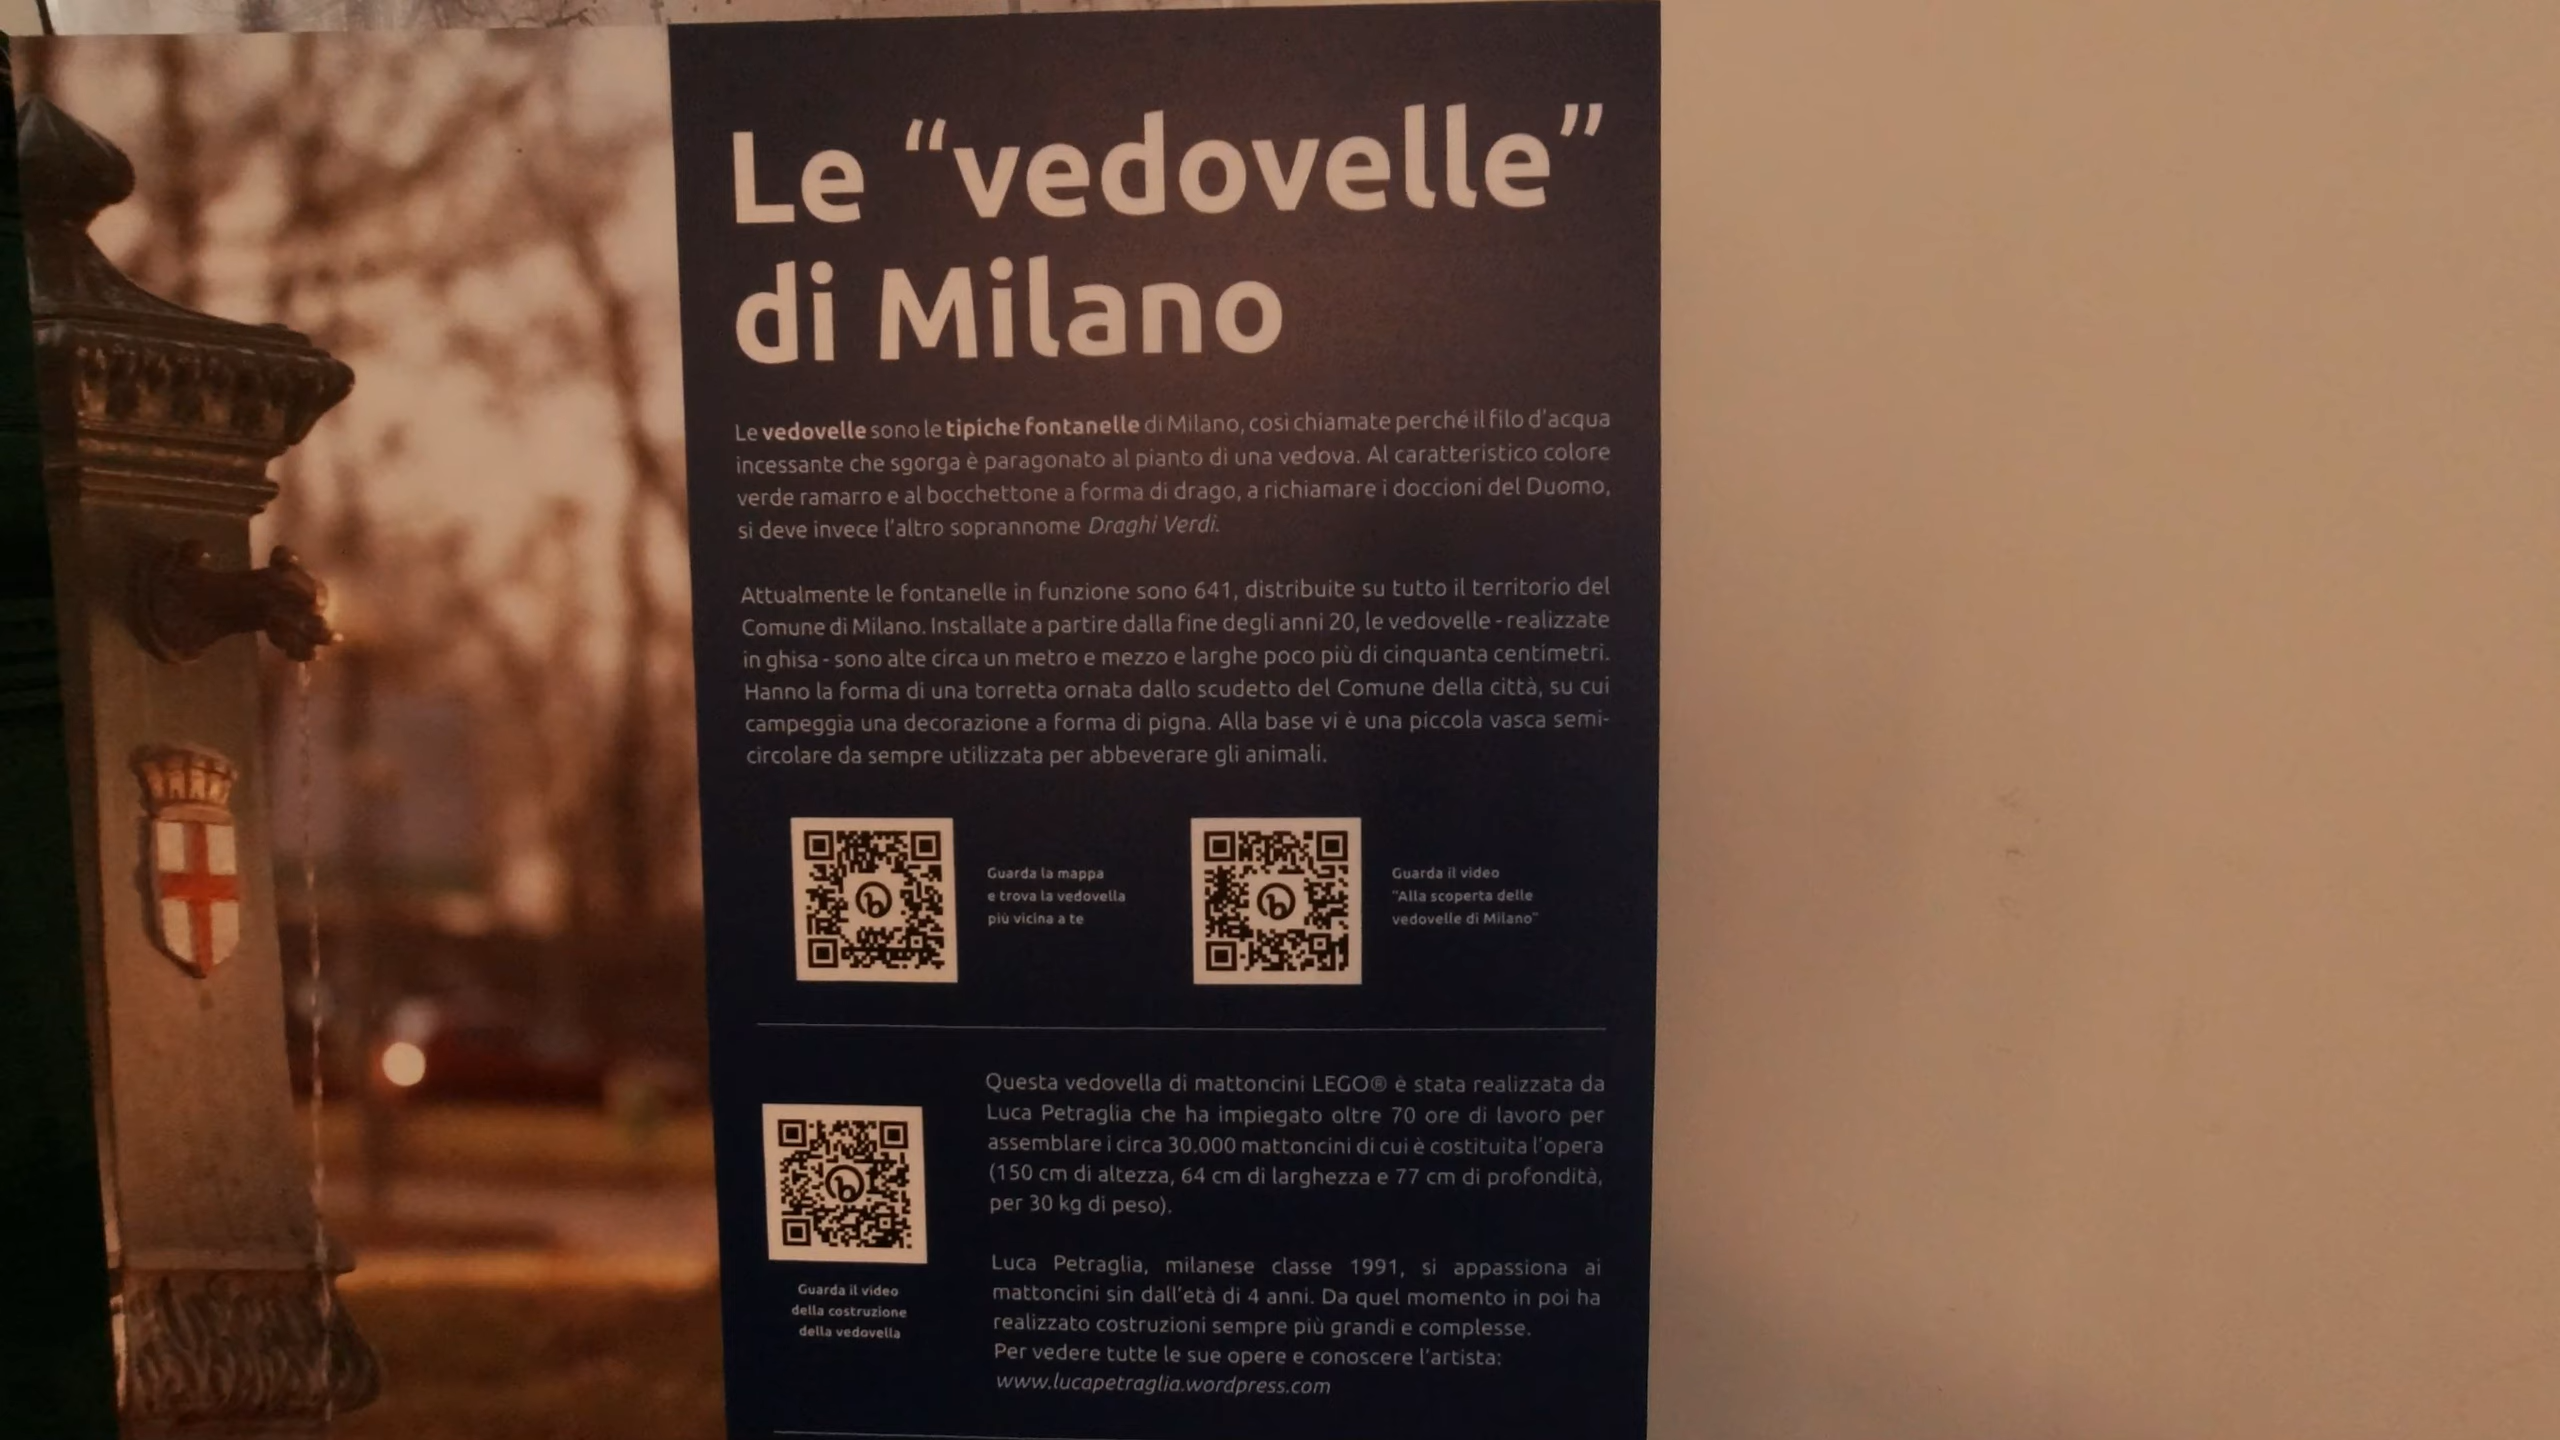 Le “vedovelle”
di Milano
Le vedovelle sono le tipiche fontanelle di Milano, così chiamate perché il filo d'acqua
incessante che sgorga è paragonato al pianto di una vedova. Al caratteristico colore
verde ramarro e al bocchettone a forma di drago, a richiamare i doccioni del Duomo,
si deve invece l'altro soprannome Draghi Verdi.
Attualmente le fontanelle in funzione sono 641, distribuite su tutto il territorio del
Comune di Milano. Installate a partire dalla fine degli anni 20, le vedovelle - realizzate
in ghisa - sono alte circa un metro e mezzo e larghe poco più di cinquanta centimetri.
Hanno la forma di una torretta ornata dallo scudetto del Comune della città, su cui
campeggia una decorazione a forma di pigna. Alla base vi è una piccola vasca semi-
circolare da sempre utilizzata per abbeverare gli animali.
Guarda la mappa
e trova la vedovella
più vicina a te
Guarda il video
"Alla scoperta delle
vedovelle di Milano"
Questa vedovella di mattoncini LEGO® è stata realizzata da
Luca Petraglia che ha impiegato oltre 70 ore di lavoro per
assemblare i circa 30.000 mattoncini di cui è costituita l'opera
(150 cm di altezza, 64 cm di larghezza e 77 cm di profondità,
per 30 kg di peso).
Guarda il video
della costruzione
della vedovella
Luca Petraglia, milanese classe 1991, si appassiona ai
mattoncini sin dall'età di 4 anni. Da quel momento in poi ha
realizzato costruzioni sempre più grandi e complesse.
Per vedere tutte le sue opere e conoscere l'artista:
www.lucapetraglia.wordpress.com